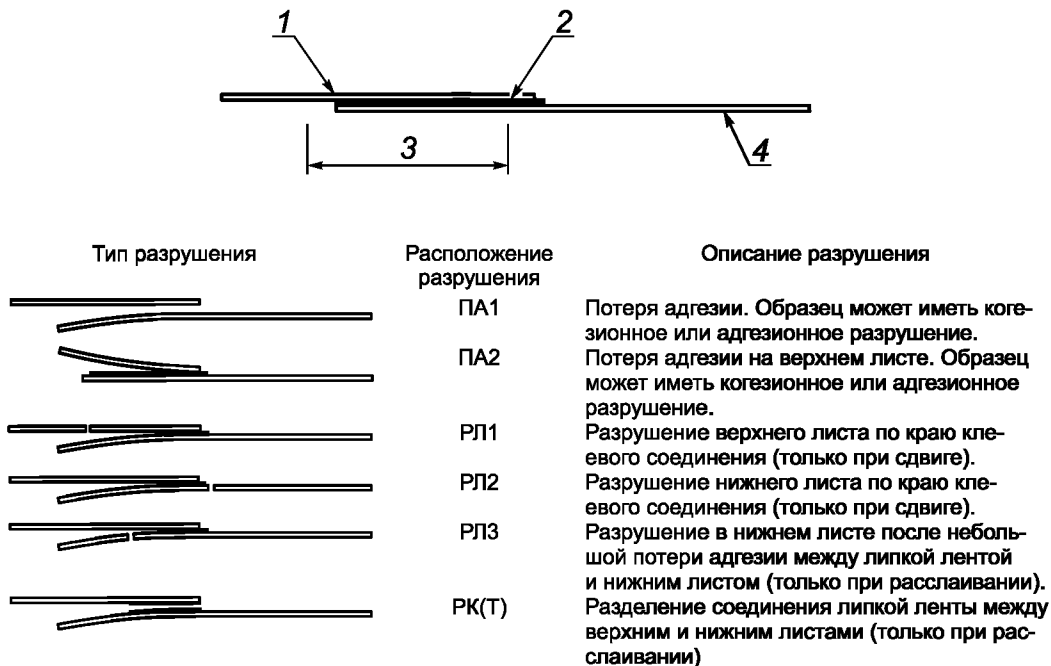 1
2
3
4
Тип разрушения
Расположение
разрушения
Описание разрушения
ПА1
Потеря адгезии. Образец может иметь коге-
зионное или адгезионное разрушение.
ПА2
Потеря адгезии на верхнем листе. Образец
может иметь когезионное или адгезионное
разрушение.
РЛ1
Разрушение верхнего листа по краю кле-
евого соединения (только при сдвиге).
РЛ2
Разрушение нижнего листа по краю кле-
евого соединения (только при сдвиге).
РЛ3
Разрушение в нижнем листе после неболь-
шой потери адгезии между липкой лентой
и нижним листом (только при расслаивании).
РК(Т)
Разделение соединения липкой ленты между
верхним и нижним листами (только при рас-
слаивании)